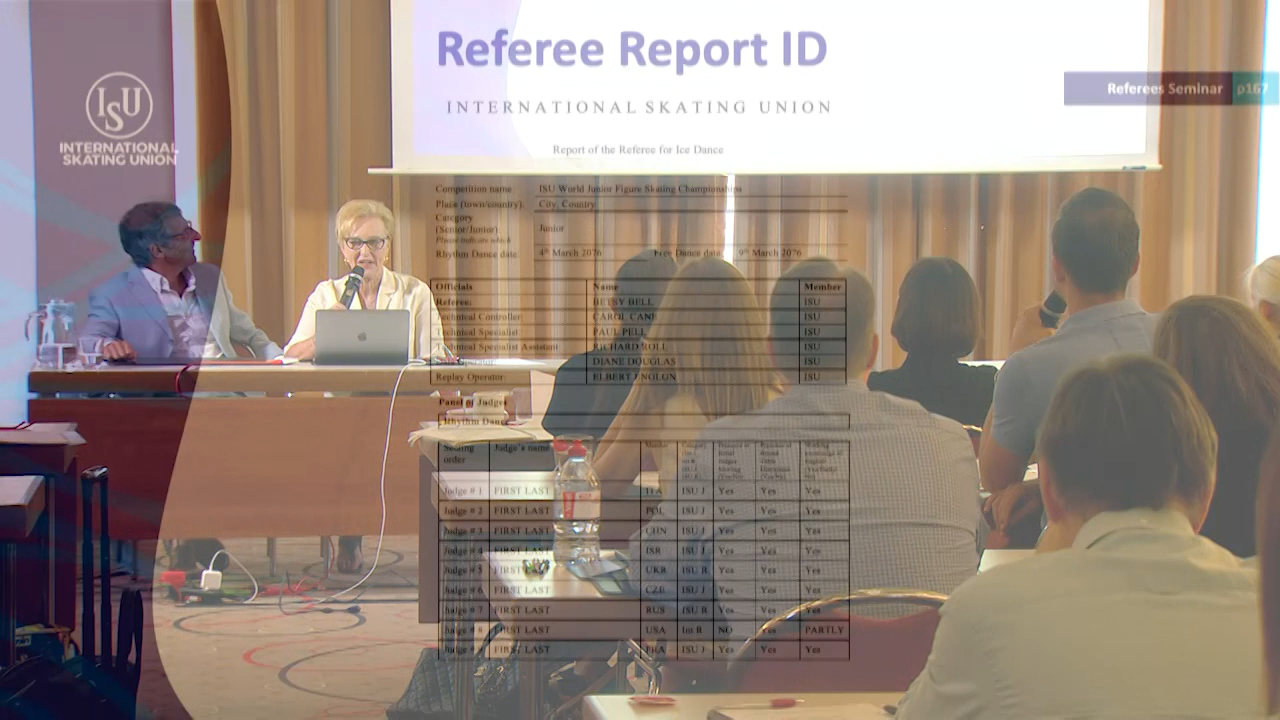 Referee Report ID
Referees Seminar p167
ISU
INTERNATIONAL
SKATING UNION
INTERNATIONAL SKATING UNION
Report of the Referee for Ice Dance
Competition name: ISU World Junior Figure Skating Championships
Place (town/country): City, Country
Category
(Senior/Junior): Junior
Please indicate which
Rhythm Dance date: 4th March 2076 Free Dance date: 9th March 2076
Officials Name Member
Referee: BETSY BELL ISU
Technical Controller: CAROL CANE ISU
Technical Specialist: PAUL PELL ISU
Technical Specialist Assistant RICHARD ROLL ISU
Operator: DIANE DOUGLAS ISU
Replay Operator: ELBERT ISU
Panel of Judges
Rhythm Dance
Seating order Judge's name Member
Judge # 1 FIRST LAST ISU J Yes Yes Yes
Judge # 2 FIRST LAST POL ISU J Yes Yes Yes
Judge # 3 FIRST LAST CHN ISU J Yes Yes Yes
Judge # 4 FIRST LAST ISR ISU J Yes Yes Yes
Judge # 5 FIRST LAST UKR ISU R Yes Yes Yes
Judge # 6 FIRST LAST CZE ISU J Yes Yes Yes
Judge # 7 FIRST LAST RUS ISU R Yes Yes Yes
Judge # 8 FIRST LAST USA Int R NO Yes PARTLY
Judge # 9 FIRST LAST FRA ISU J Yes Yes Yes